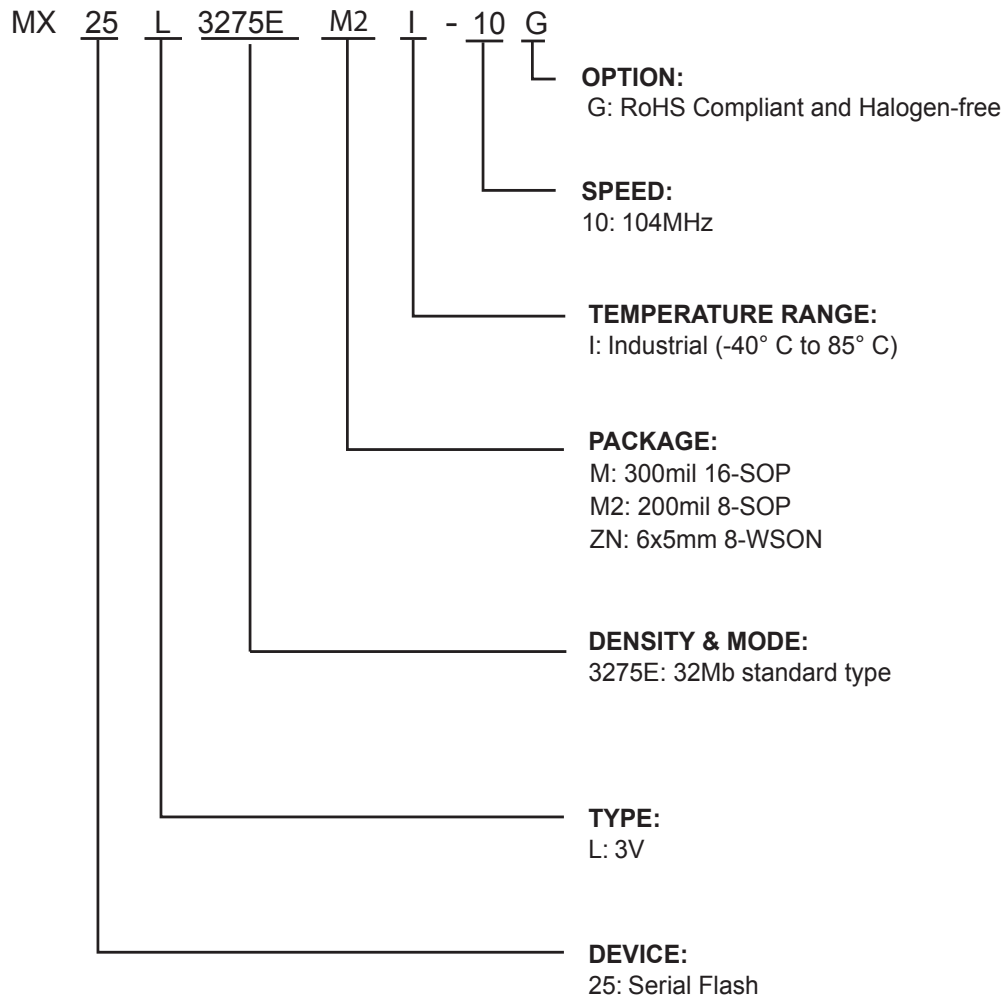 MX 25 L 3275E M2 I - 10 G
OPTION:
G: RoHS Compliant and Halogen-free
SPEED:
10: 104MHz
TEMPERATURE RANGE:
I: Industrial (-40° C to 85° C)
PACKAGE:
M: 300mil 16-SOP
M2: 200mil 8-SOP
ZN: 6x5mm 8-WSON
DENSITY & MODE:
3275E: 32Mb standard type
TYPE:
L: 3V
DEVICE:
25: Serial Flash